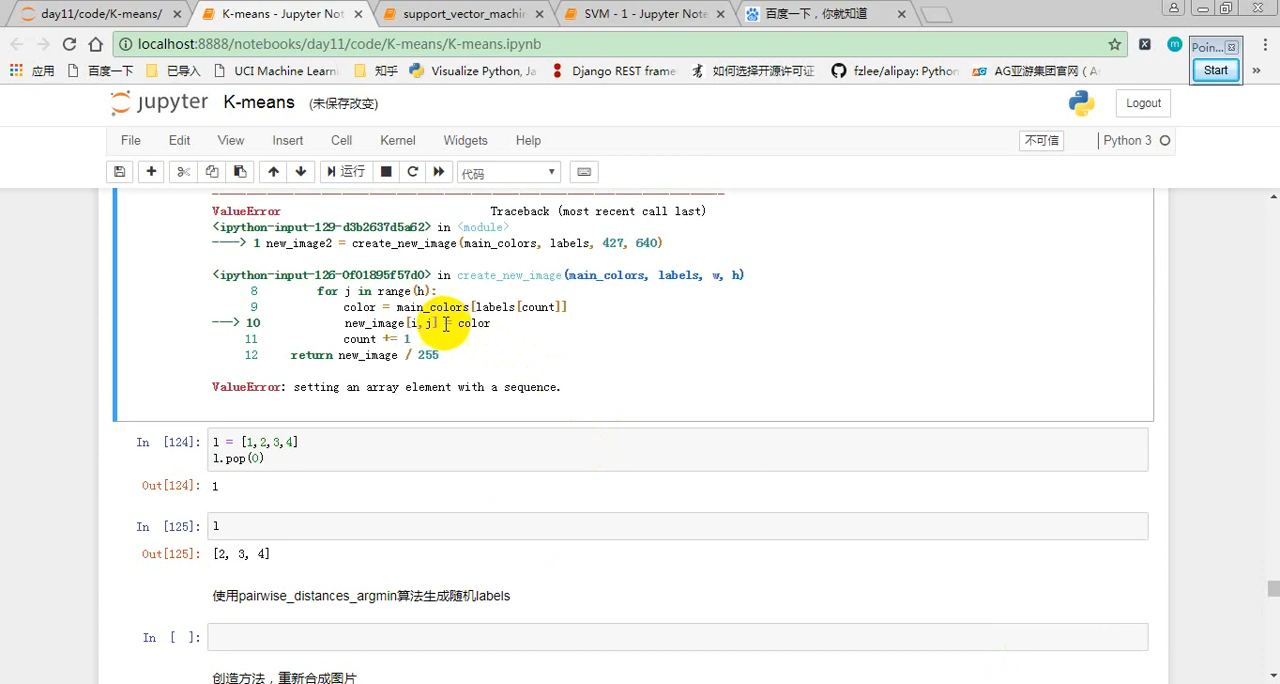 day11/code/K-means/
K-means - Jupyter Not
support_vector_machi
SVM - 1 - Jupyter Note
百度一下，你就知道
localhost:8888/notebooks/day11/code/K-means/K-means.ipynb
Poin...
Start
应用
百度一下
已导入
UCI Machine Learni
知乎
Visualize Python, Ja
Django REST frame
如何选择开源许可证
fzlee/alipay: Python
AG亚游集团官网（A
»
jupyter K-means (未保存改变)
Logout
File Edit View Insert Cell Kernel Widgets Help
不可信
Python 3
运行
代码
ValueError Traceback (most recent call last)
<ipython-input-129-d3b2637d5a62> in <module>
----> 1 new_image2 = create_new_image(main_colors, labels, 427, 640)
<ipython-input-126-0f01895f57d0> in create_new_image(main_colors, labels, w, h)
8 for j in range(h):
9 color = main_colors[labels[count]]
---> 10 new_image[i,j] = color
11 count += 1
12 return new_image / 255
ValueError: setting an array element with a sequence.
In [124]: l = [1,2,3,4]
l.pop(0)
Out[124]: 1
In [125]: l
Out[125]: [2, 3, 4]
使用pairwise_distances_argmin算法生成随机labels
In [ ]:
创造方法，重新合成图片